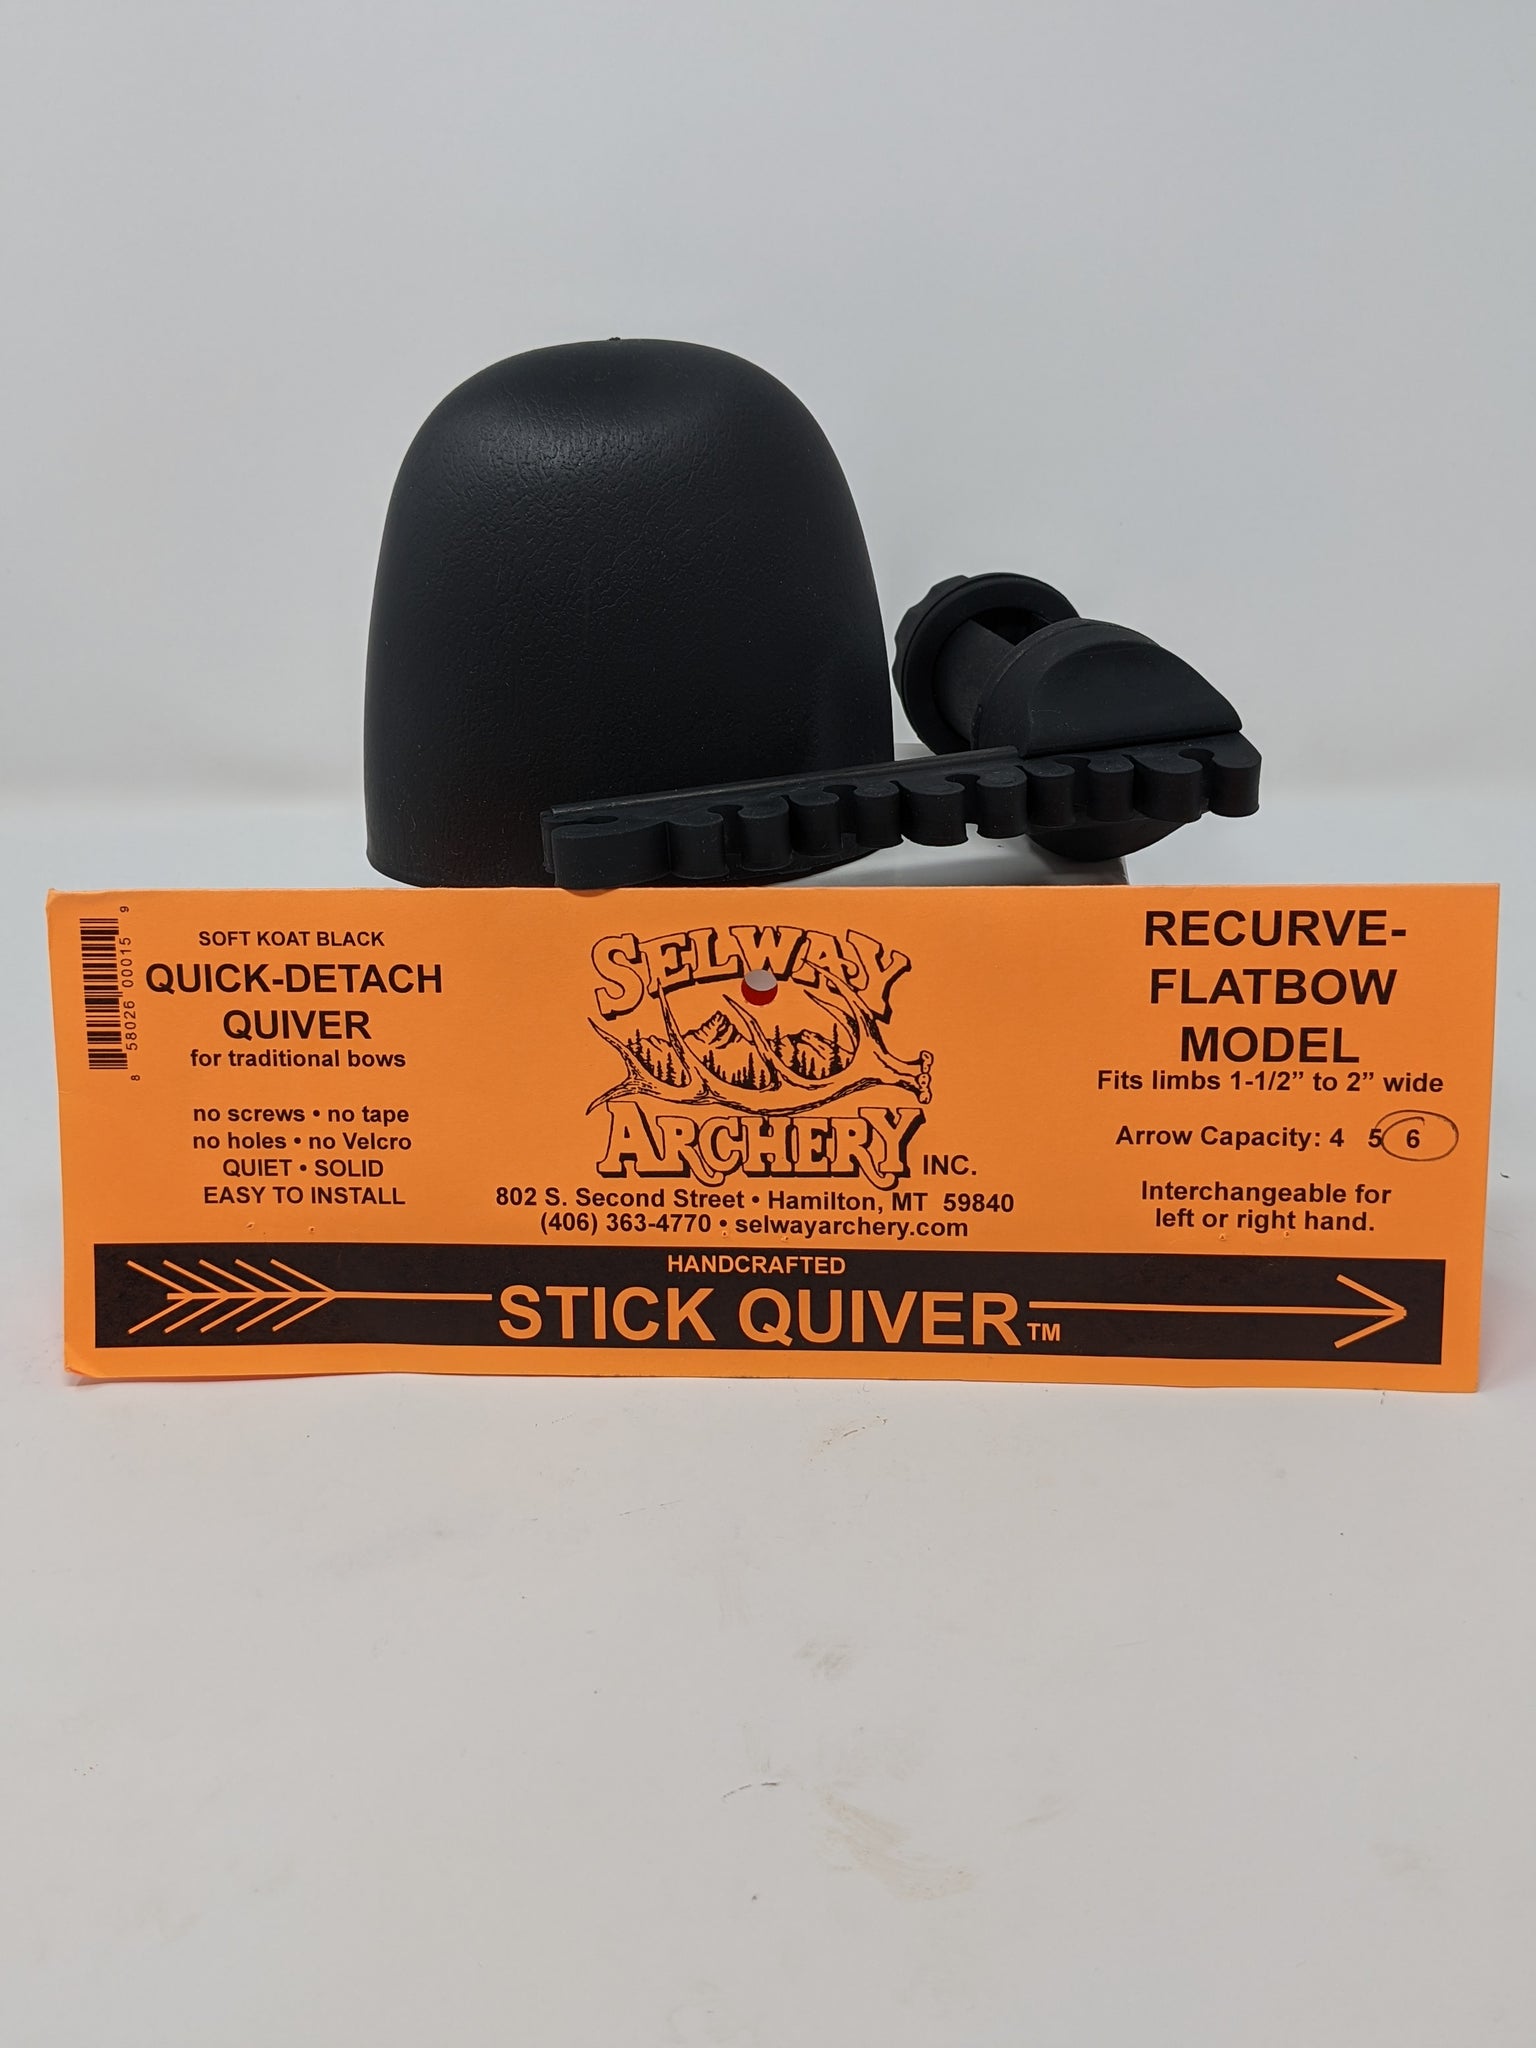 8 58026 00015 9
SOFT KOAT BLACK
QUICK-DETACH
QUIVER
for traditional bows
no screws • no tape
no holes • no Velcro
QUIET • SOLID
EASY TO INSTALL
SELWAY
ARCHERY INC.
802 S. Second Street • Hamilton, MT 59840
(406) 363-4770 • selwayarchery.com
RECURVE-
FLATBOW
MODEL
Fits limbs 1-1/2” to 2” wide
Arrow Capacity: 4 5 6
Interchangeable for
left or right hand.
HANDCRAFTED
STICK QUIVER TM